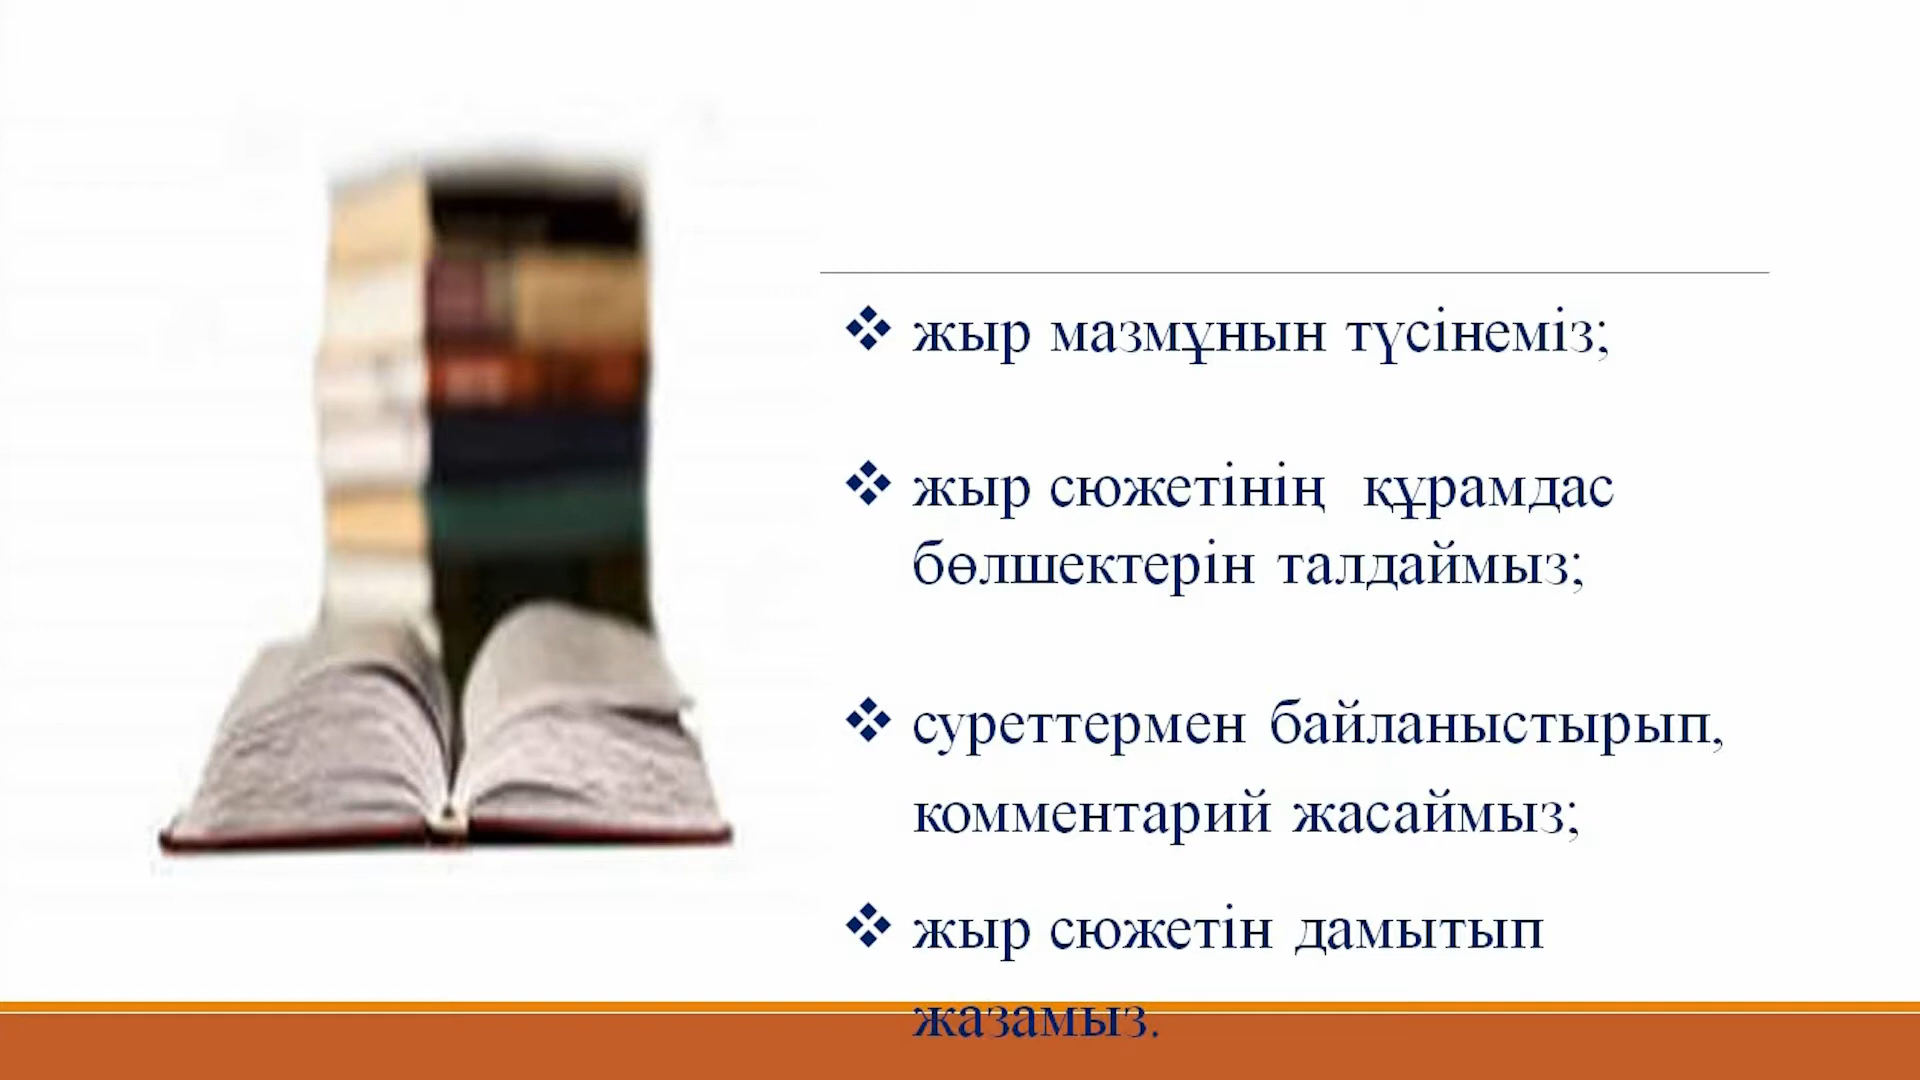 ❖ жыр мазмұнын түсінеміз;
❖ жыр сюжетінің құрамдас
бөлшектерін талдаймыз;
❖ суреттермен байланыстырып,
комментарий жасаймыз;
❖ жыр сюжетін дамытып
жазамыз.